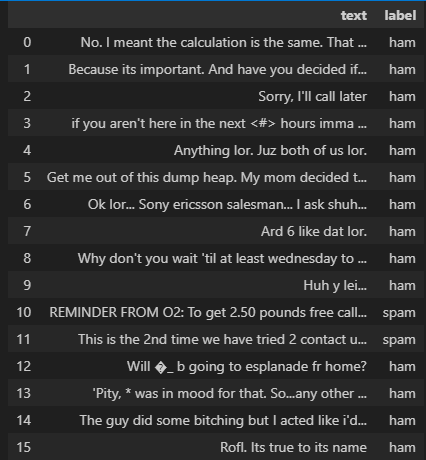 text label
0 No. I meant the calculation is the same. That ... ham
1 Because its important. And have you decided if... ham
2 Sorry, I'll call later ham
3 if you aren't here in the next <#> hours imma ... ham
4 Anything lor. Juz both of us lor. ham
5 Get me out of this dump heap. My mom decided t... ham
6 Ok lor... Sony ericsson salesman... I ask shuh... ham
7 Ard 6 like dat lor. ham
8 Why don't you wait 'til at least wednesday to ... ham
9 Huh y lei... ham
10 REMINDER FROM O2: To get 2.50 pounds free call... spam
11 This is the 2nd time we have tried 2 contact u... spam
12 Will �_ b going to esplanade fr home? ham
13 'Pity, * was in mood for that. So...any other ... ham
14 The guy did some bitching but I acted like i'd... ham
15 Rofl. Its true to its name ham